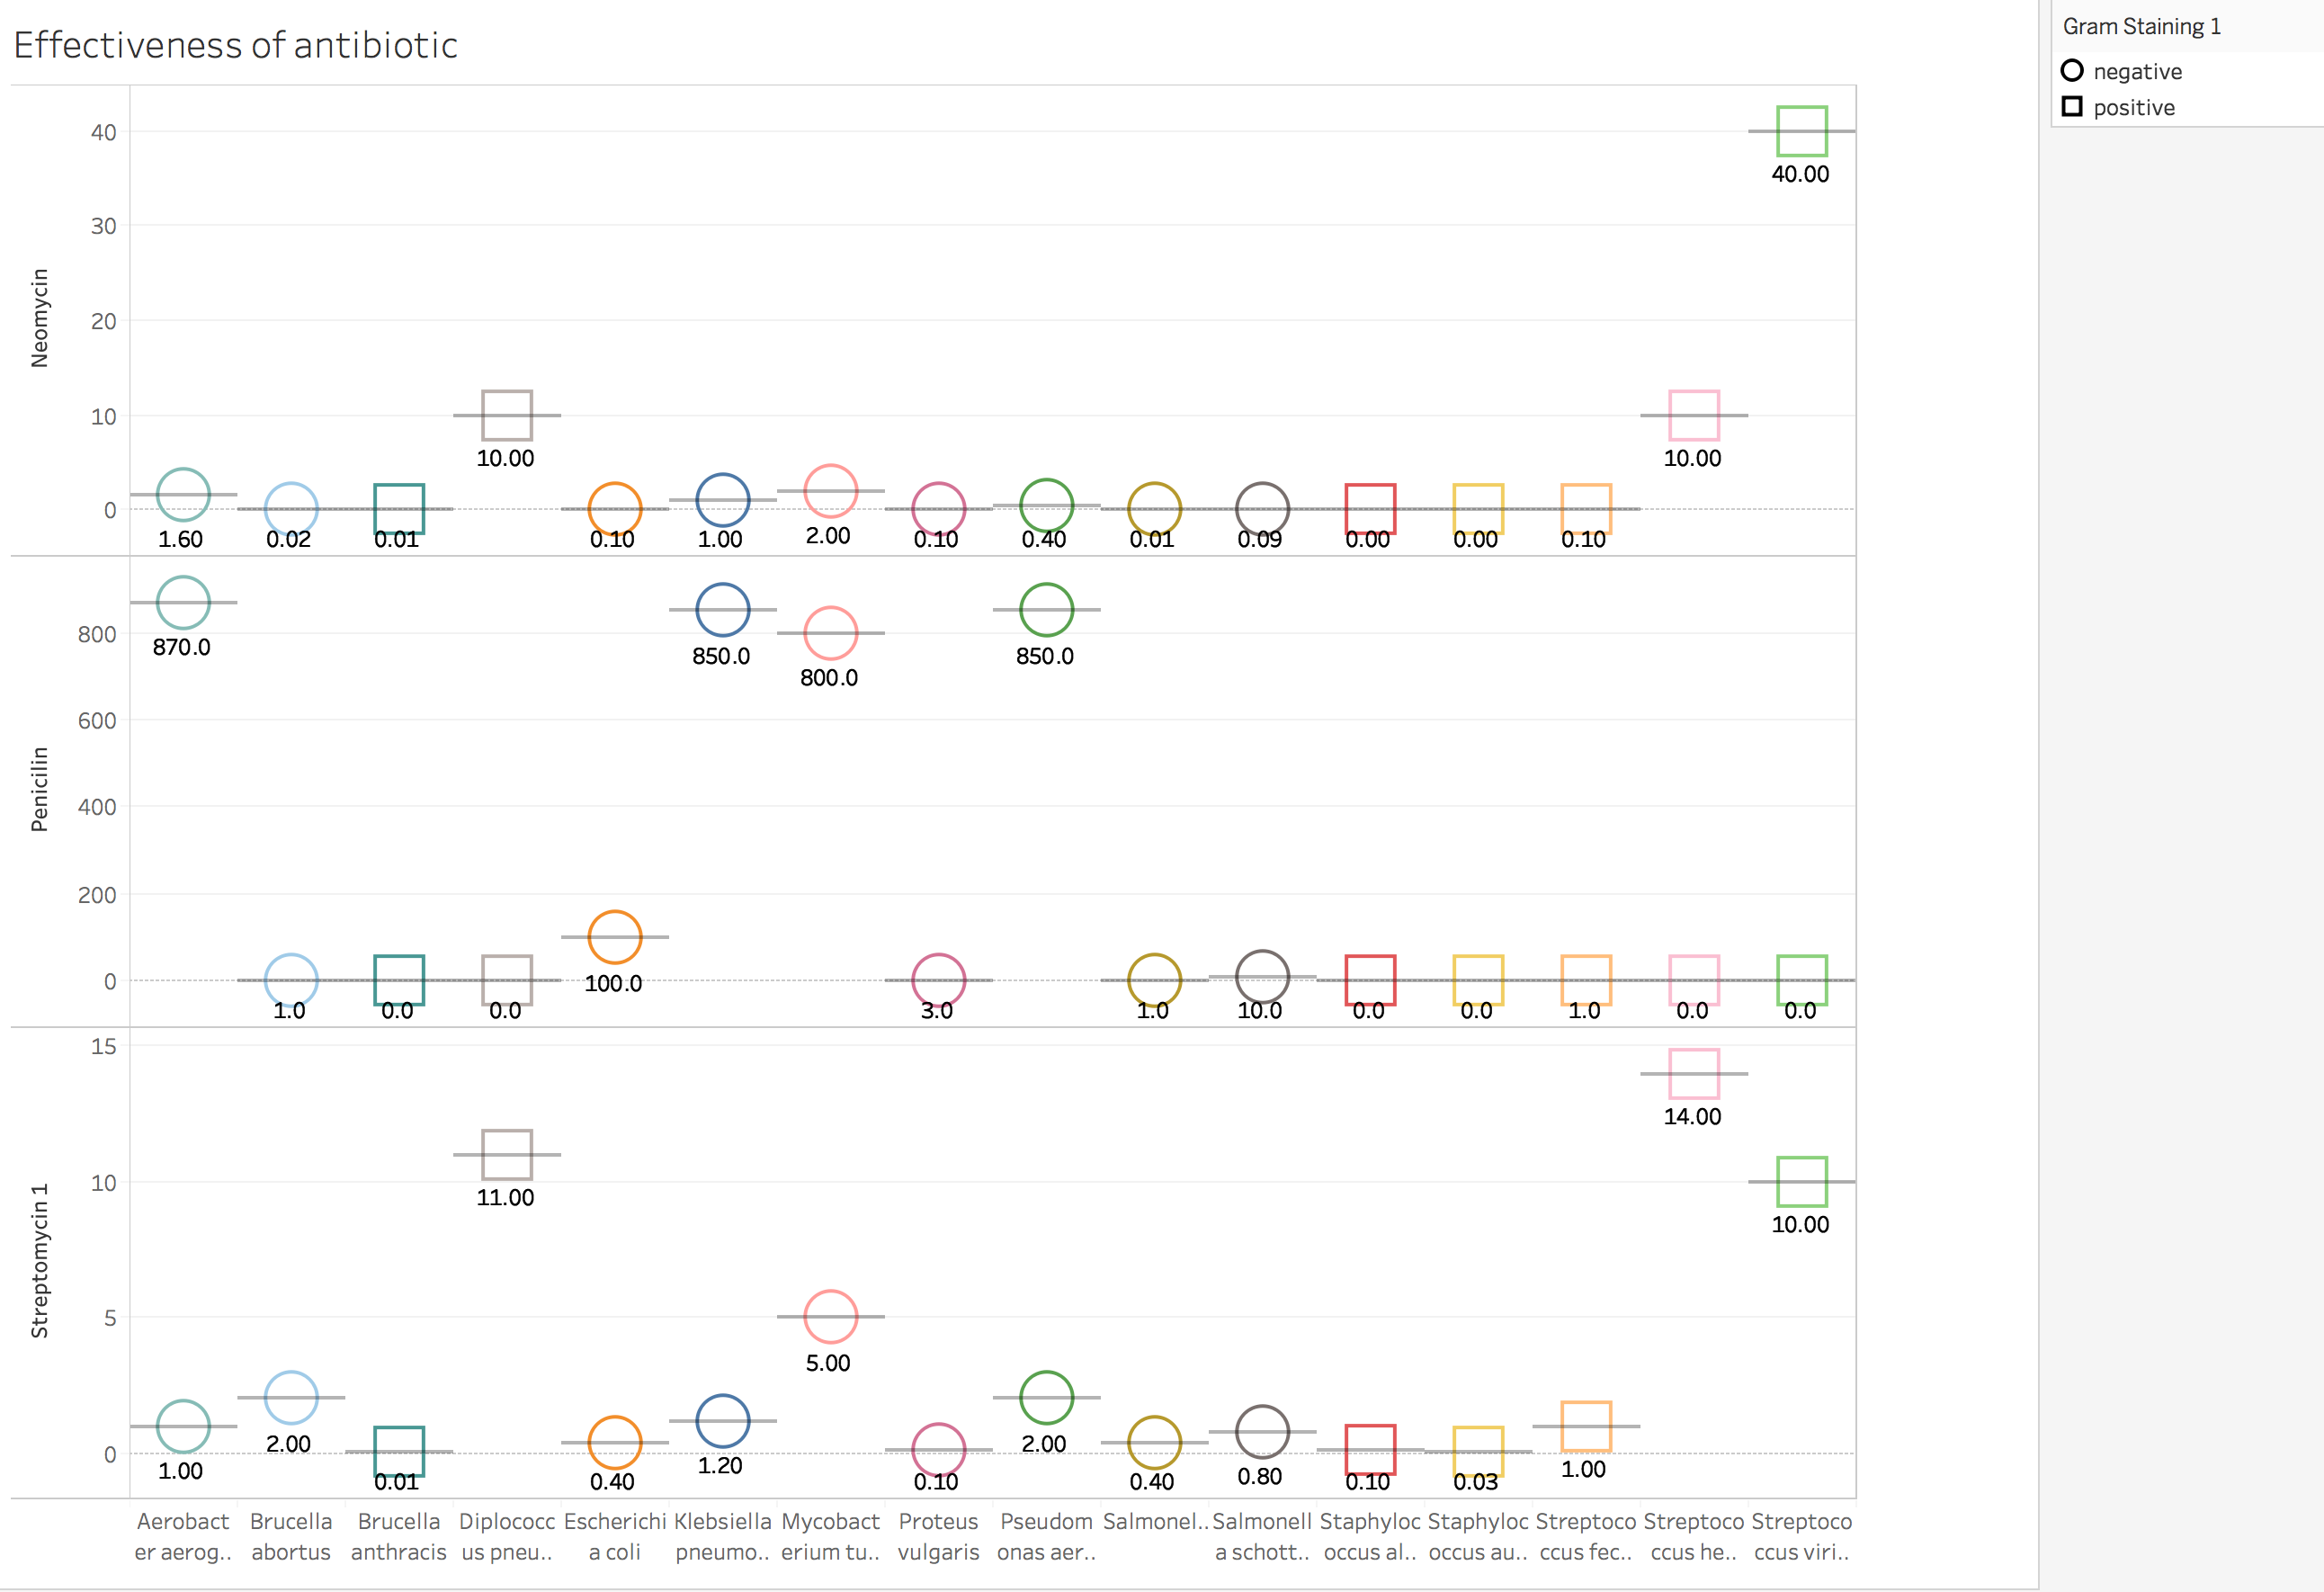 Effectiveness of antibiotic
Gram Staining 1
negative
positive
Neomycin
40
30
20
10
0
40.00
10.00
10.00
1.60
0.02
0.01
0.10
1.00
2.00
0.10
0.40
0.01
0.09
0.00
0.00
0.10
Penicilin
800
600
400
200
0
870.0
850.0
800.0
850.0
100.0
1.0
0.0
0.0
3.0
1.0
10.0
0.0
0.0
1.0
0.0
0.0
Streptomycin 1
15
10
5
0
14.00
11.00
10.00
5.00
1.00
2.00
0.01
0.40
1.20
0.10
2.00
0.40
0.80
0.10
0.03
1.00
Aerobact
er aerog..
Brucella
abortus
Brucella
anthracis
Diplococc
us pneu..
Escherichi
a coli
Klebsiella
pneumo..
Mycobact
erium tu..
Proteus
vulgaris
Pseudom
onas aer..
Salmonel..
Salmonell
a schott..
Staphyloc
occus al..
Staphyloc
occus au..
Streptoco
ccus fec..
Streptoco
ccus he..
Streptoco
ccus viri..